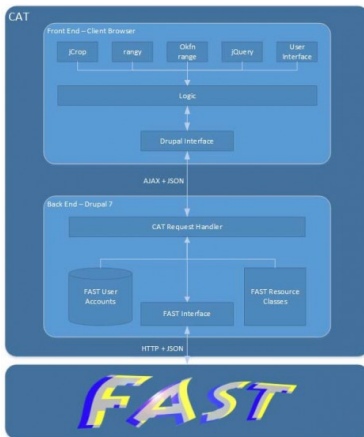 CAT
Front End – Client Browser
jCrop
rangy
Okfn
range
jQuery
User
Interface
Logic
Drupal Interface
AJAX + JSON
Back End – Drupal 7
CAT Request Handler
FAST User
Accounts
FAST Interface
FAST Resource
Classes
HTTP + JSON
FAST